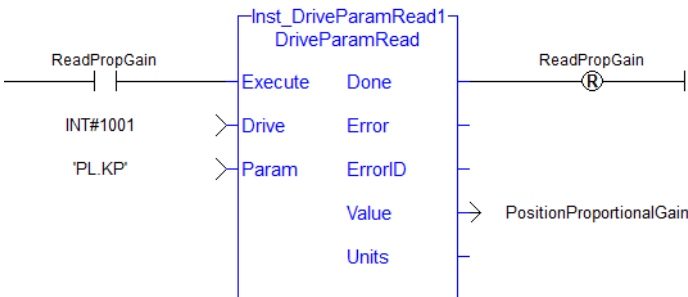 Inst_DriveParamRead1
DriveParamRead
ReadPropGain
ReadPropGain
Execute
Done
R
INT#1001
Drive
Error
'PL.KP'
Param
ErrorID
Value
PositionProportionalGain
Units